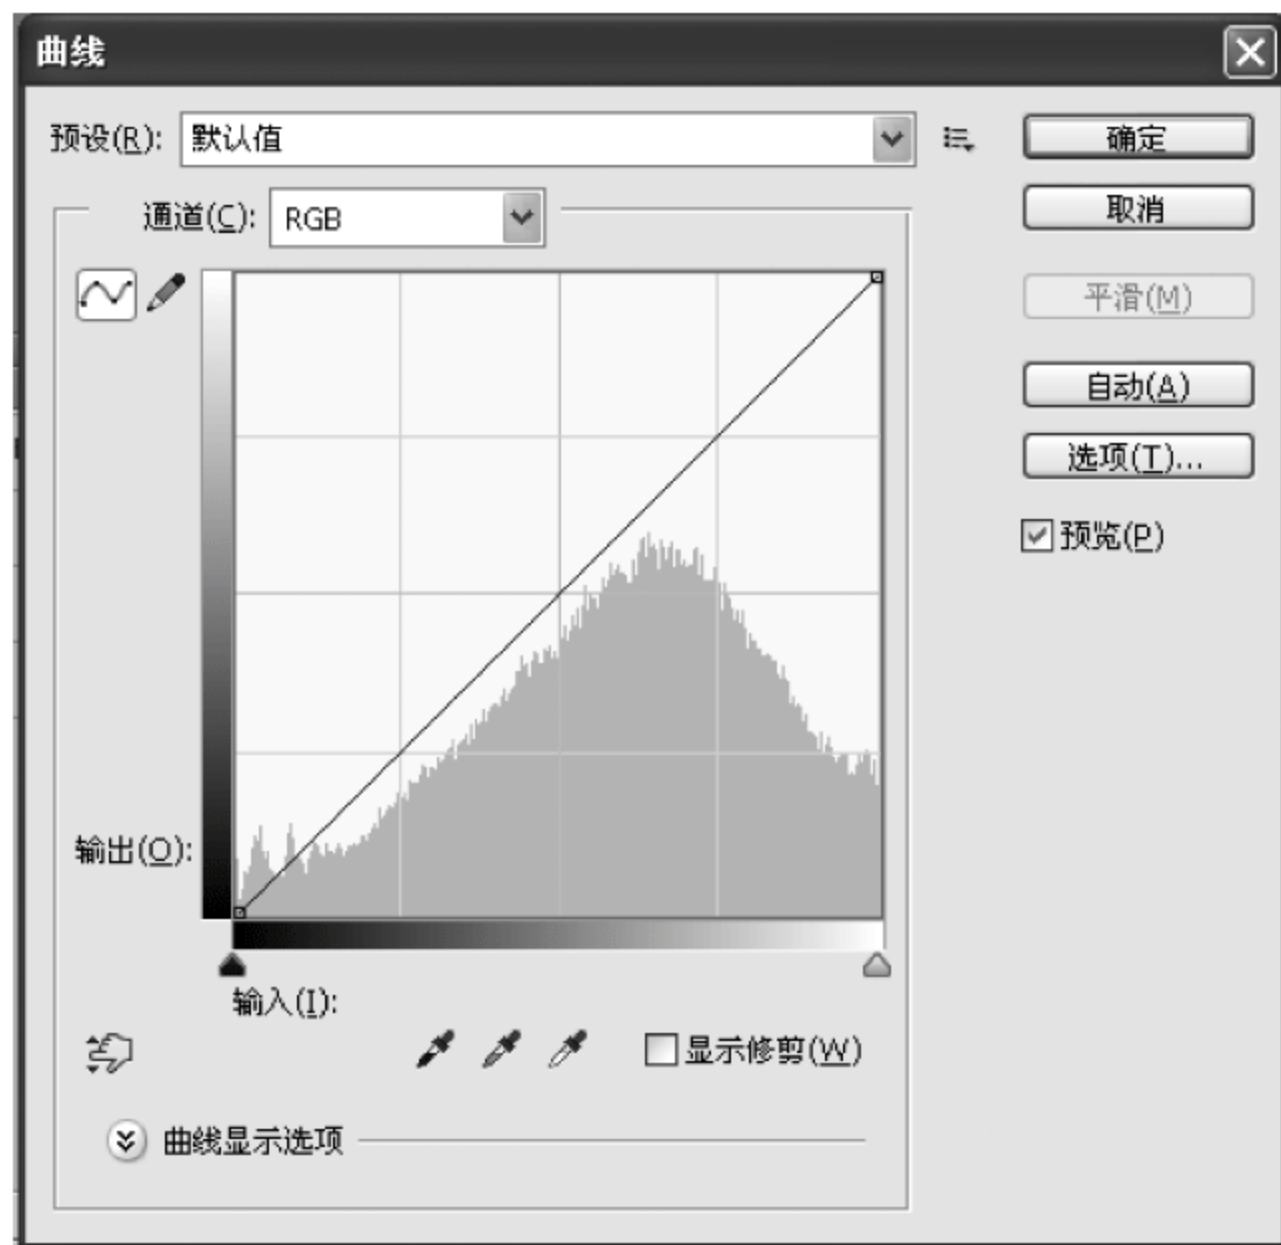 曲线
预设(R): 默认值
确定
通道(C): RGB
取消
平滑(M)
自动(A)
选项(T)...
预览(P)
输出(O):
输入(I):
显示修剪(W)
曲线显示选项